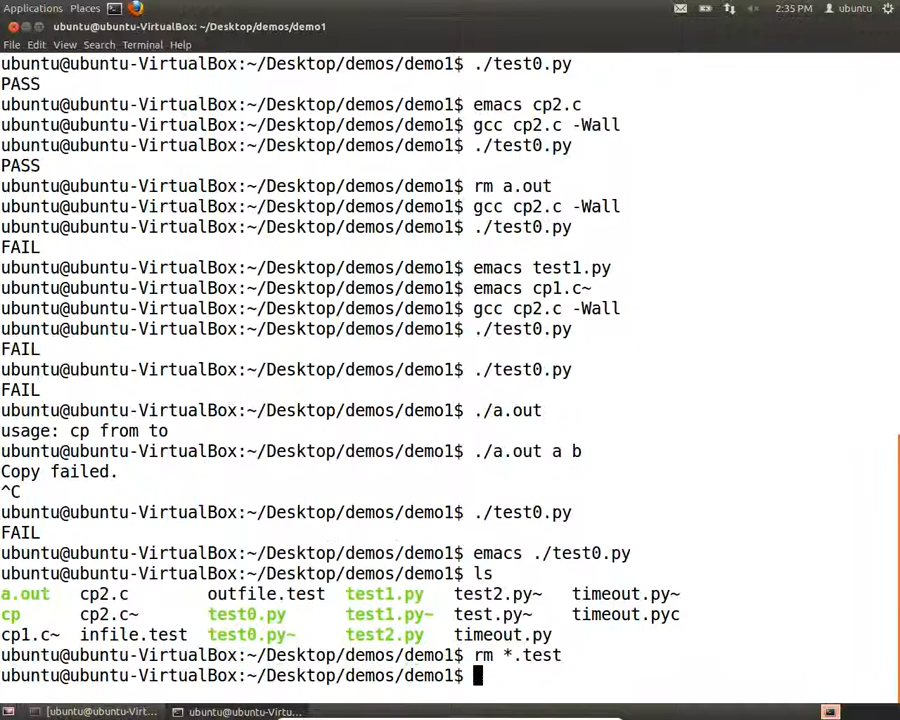 Applications Places 2:35 PM ubuntu
ubuntu@ubuntu-VirtualBox: ~/Desktop/demos/demo1
File Edit View Search Terminal Help
ubuntu@ubuntu-VirtualBox:~/Desktop/demos/demo1$ ./test0.py
PASS
ubuntu@ubuntu-VirtualBox:~/Desktop/demos/demo1$ emacs cp2.c
ubuntu@ubuntu-VirtualBox:~/Desktop/demos/demo1$ gcc cp2.c -Wall
ubuntu@ubuntu-VirtualBox:~/Desktop/demos/demo1$ ./test0.py
PASS
ubuntu@ubuntu-VirtualBox:~/Desktop/demos/demo1$ rm a.out
ubuntu@ubuntu-VirtualBox:~/Desktop/demos/demo1$ gcc cp2.c -Wall
ubuntu@ubuntu-VirtualBox:~/Desktop/demos/demo1$ ./test0.py
FAIL
ubuntu@ubuntu-VirtualBox:~/Desktop/demos/demo1$ emacs test1.py
ubuntu@ubuntu-VirtualBox:~/Desktop/demos/demo1$ emacs cp1.c~
ubuntu@ubuntu-VirtualBox:~/Desktop/demos/demo1$ gcc cp2.c -Wall
ubuntu@ubuntu-VirtualBox:~/Desktop/demos/demo1$ ./test0.py
FAIL
ubuntu@ubuntu-VirtualBox:~/Desktop/demos/demo1$ ./test0.py
FAIL
ubuntu@ubuntu-VirtualBox:~/Desktop/demos/demo1$ ./a.out
usage: cp from to
ubuntu@ubuntu-VirtualBox:~/Desktop/demos/demo1$ ./a.out a b
Copy failed.
^C
ubuntu@ubuntu-VirtualBox:~/Desktop/demos/demo1$ ./test0.py
FAIL
ubuntu@ubuntu-VirtualBox:~/Desktop/demos/demo1$ emacs ./test0.py
ubuntu@ubuntu-VirtualBox:~/Desktop/demos/demo1$ ls
a.out cp2.c outfile.test test1.py test2.py~ timeout.py~
cp cp2.c~ test0.py test1.py~ test.py~ timeout.pyc
cp1.c~ infile.test test0.py~ test2.py timeout.py
ubuntu@ubuntu-VirtualBox:~/Desktop/demos/demo1$ rm *.test
ubuntu@ubuntu-VirtualBox:~/Desktop/demos/demo1$
[ubuntu@ubuntu-Virt... ubuntu@ubuntu-Virtu...